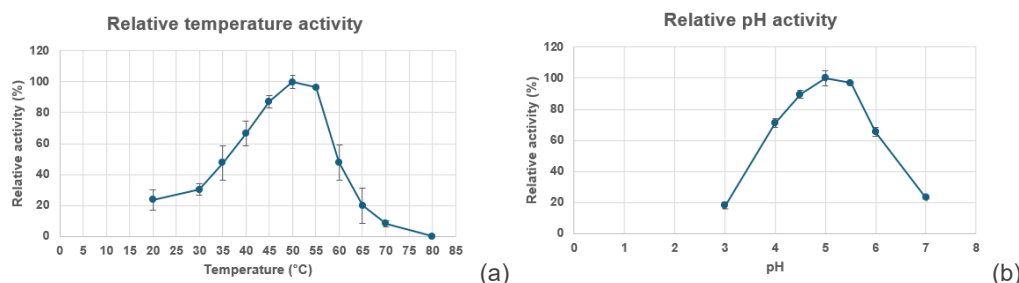 Relative temperature activity
Relative activity (%)
120
100
80
60
40
20
0
0 5 10 15 20 25 30 35 40 45 50 55 60 65 70 75 80 85
Temperature (°C)
(a)
Relative pH activity
Relative activity (%)
120
100
80
60
40
20
0
0 1 2 3 4 5 6 7 8
pH
(b)